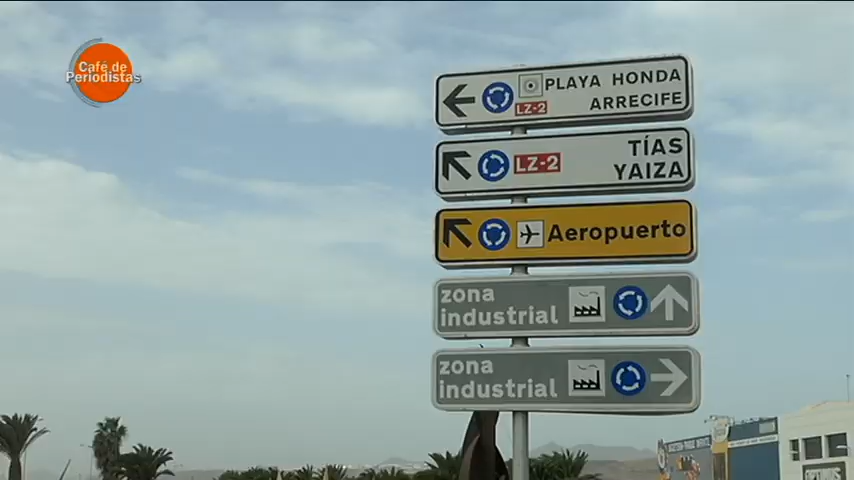 Café de
Periodistas
PLAYA HONDA
LZ-2 ARRECIFE
LZ-2 TÍAS
YAIZA
Aeropuerto
zona
industrial
zona
industrial